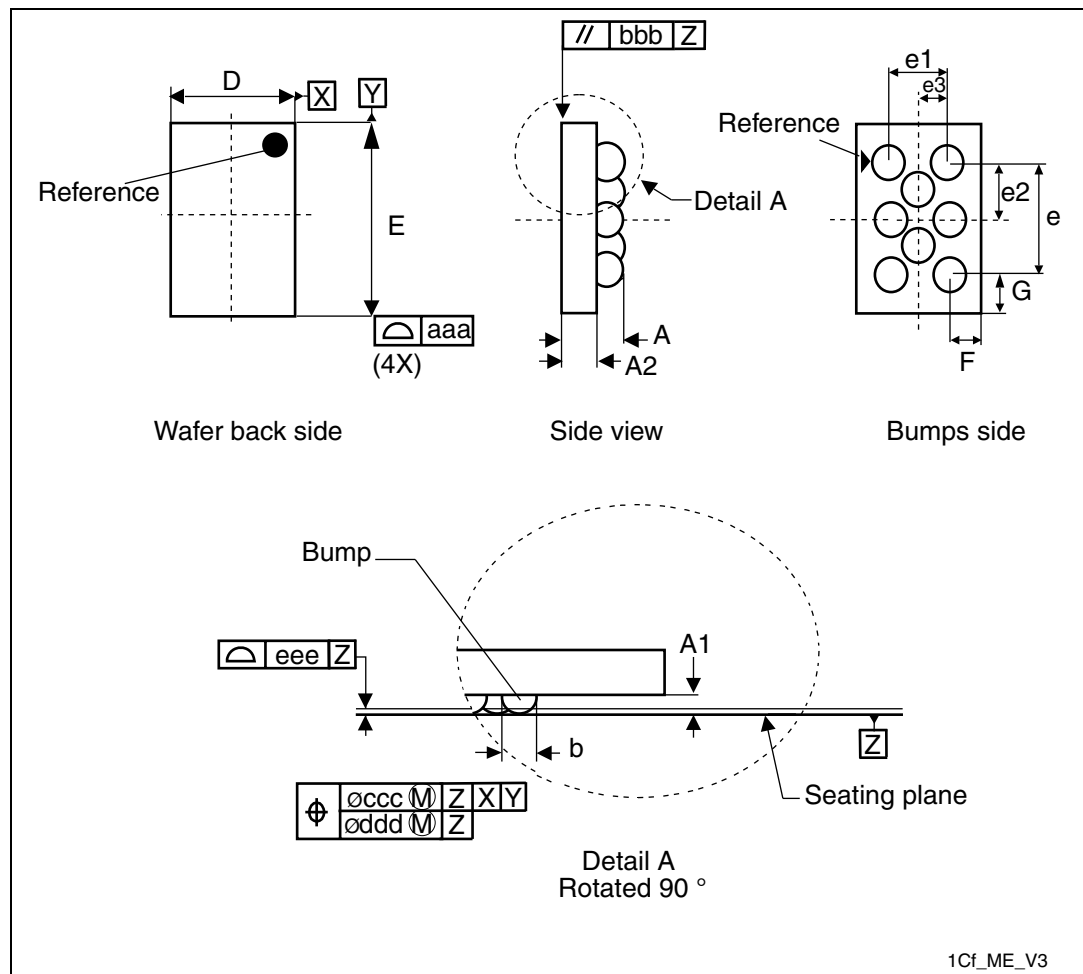 // bbb Z
D
X
Y
Reference
E
aaa
(4X)
Detail A
A
A2
e1
e3
Reference
e2
e
G
F
Wafer back side
Side view
Bumps side
Bump
eee Z
A1
b
Z
øccc Ⓜ Z X Y
øddd Ⓜ Z
Seating plane
Detail A
Rotated 90 °
1Cf_ME_V3